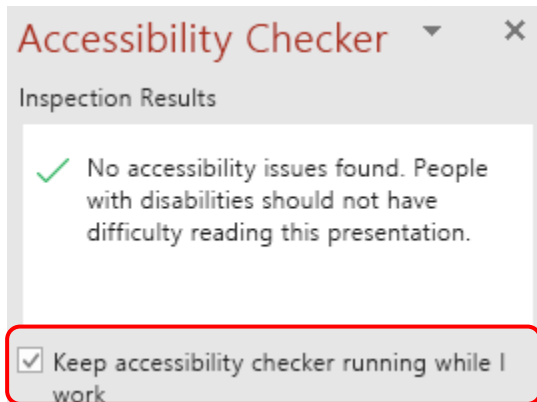 Accessibility Checker
Inspection Results
No accessibility issues found. People
with disabilities should not have
difficulty reading this presentation.
Keep accessibility checker running while I
work